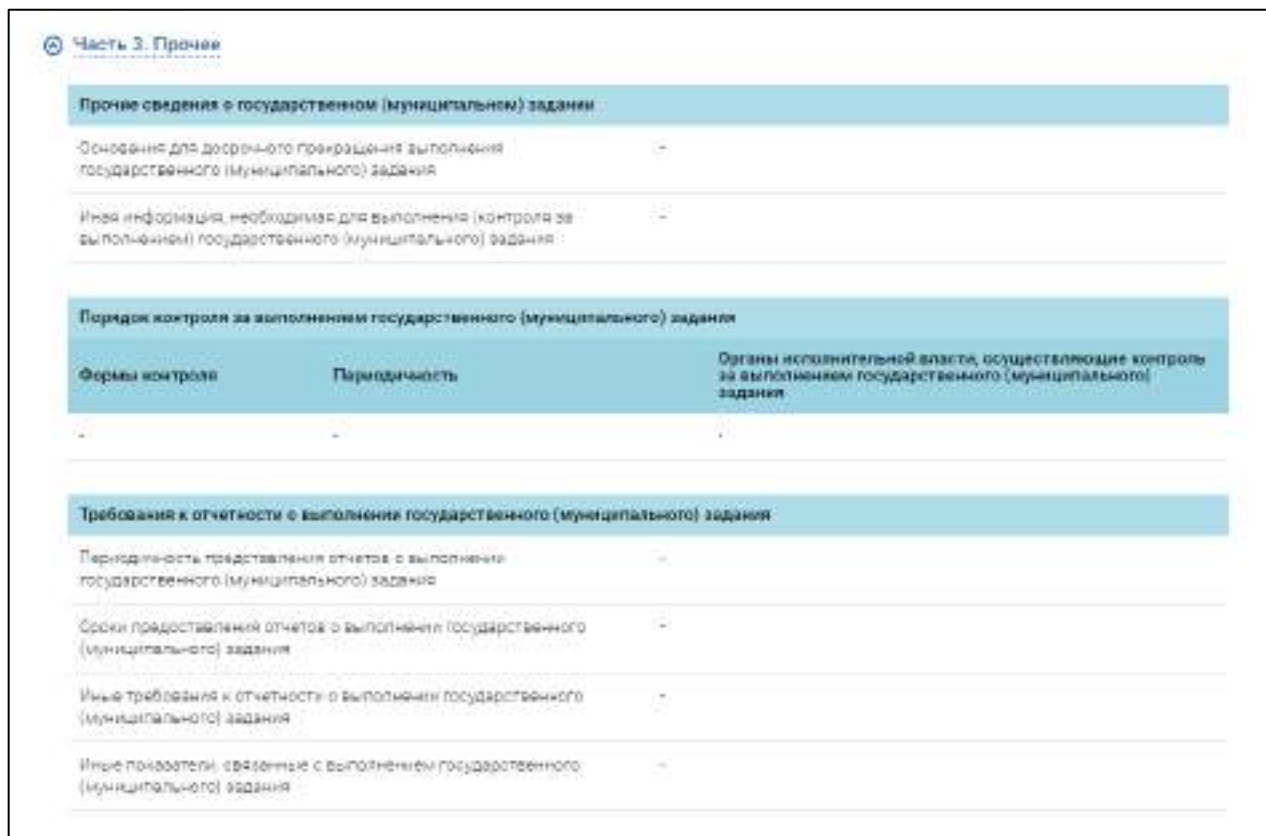 Часть 3. Прочее
Прочие сведения о государственном (муниципальном) задании
Основания для досрочного прекращения выполнения
государственного (муниципального) задания
-
Иная информация, необходимая для выполнения (контроля за
выполнением) государственного (муниципального) задания
-
Порядок контроля за выполнением государственного (муниципального) задания
Формы контроля
Периодичность
Органы исполнительной власти, осуществляющие контроль
за выполнением государственного (муниципального)
задания
-
-
-
Требования к отчетности о выполнении государственного (муниципального) задания
Периодичность представления отчетов о выполнении
государственного (муниципального) задания
-
Сроки предоставления отчетов о выполнении государственного
(муниципального) задания
-
Иные требования к отчетности о выполнении государственного
(муниципального) задания
-
Иные показатели, связанные с выполнением государственного
(муниципального) задания
-